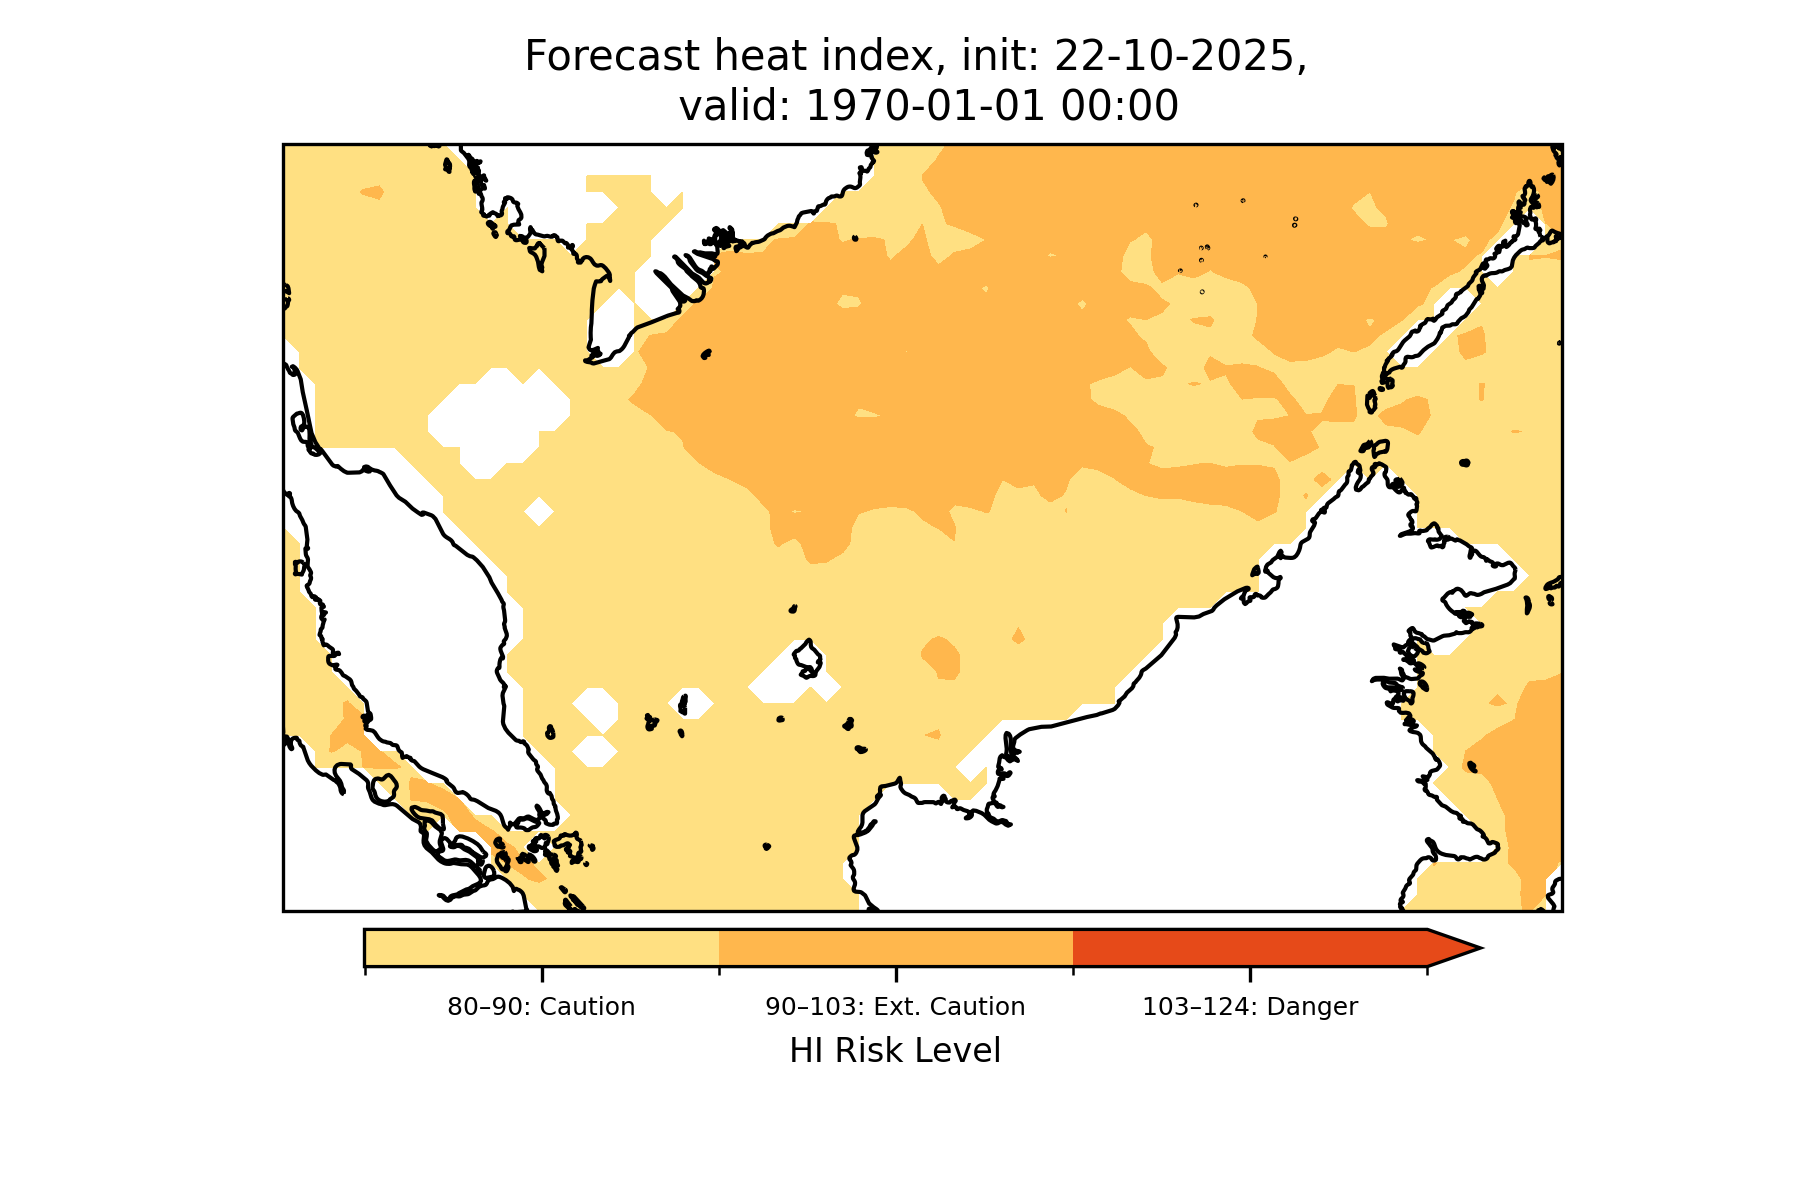 Forecast heat index, init: 22-10-2025,
valid: 1970-01-01 00:00
80–90: Caution
90–103: Ext. Caution
103–124: Danger
HI Risk Level